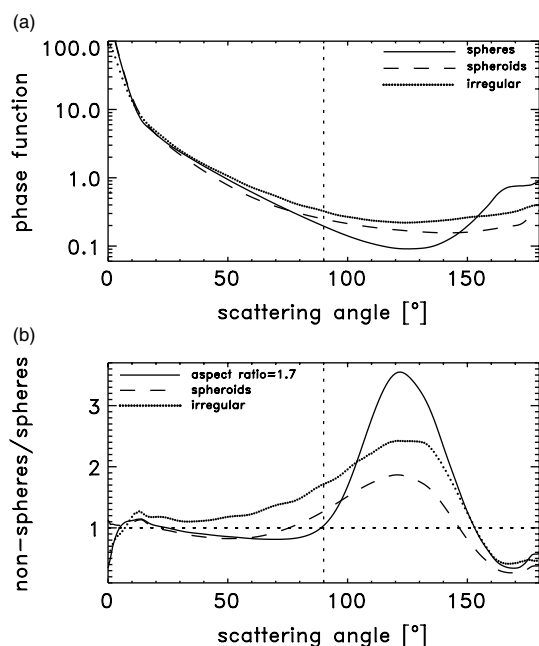 (a)
100.0
10.0
1.0
0.1
phase function
spheres
spheroids
irregular
0
50
100
150
scattering angle [°]
(b)
3
2
1
non-spheres/spheres
aspect ratio=1.7
spheroids
irregular
0
50
100
150
scattering angle [°]